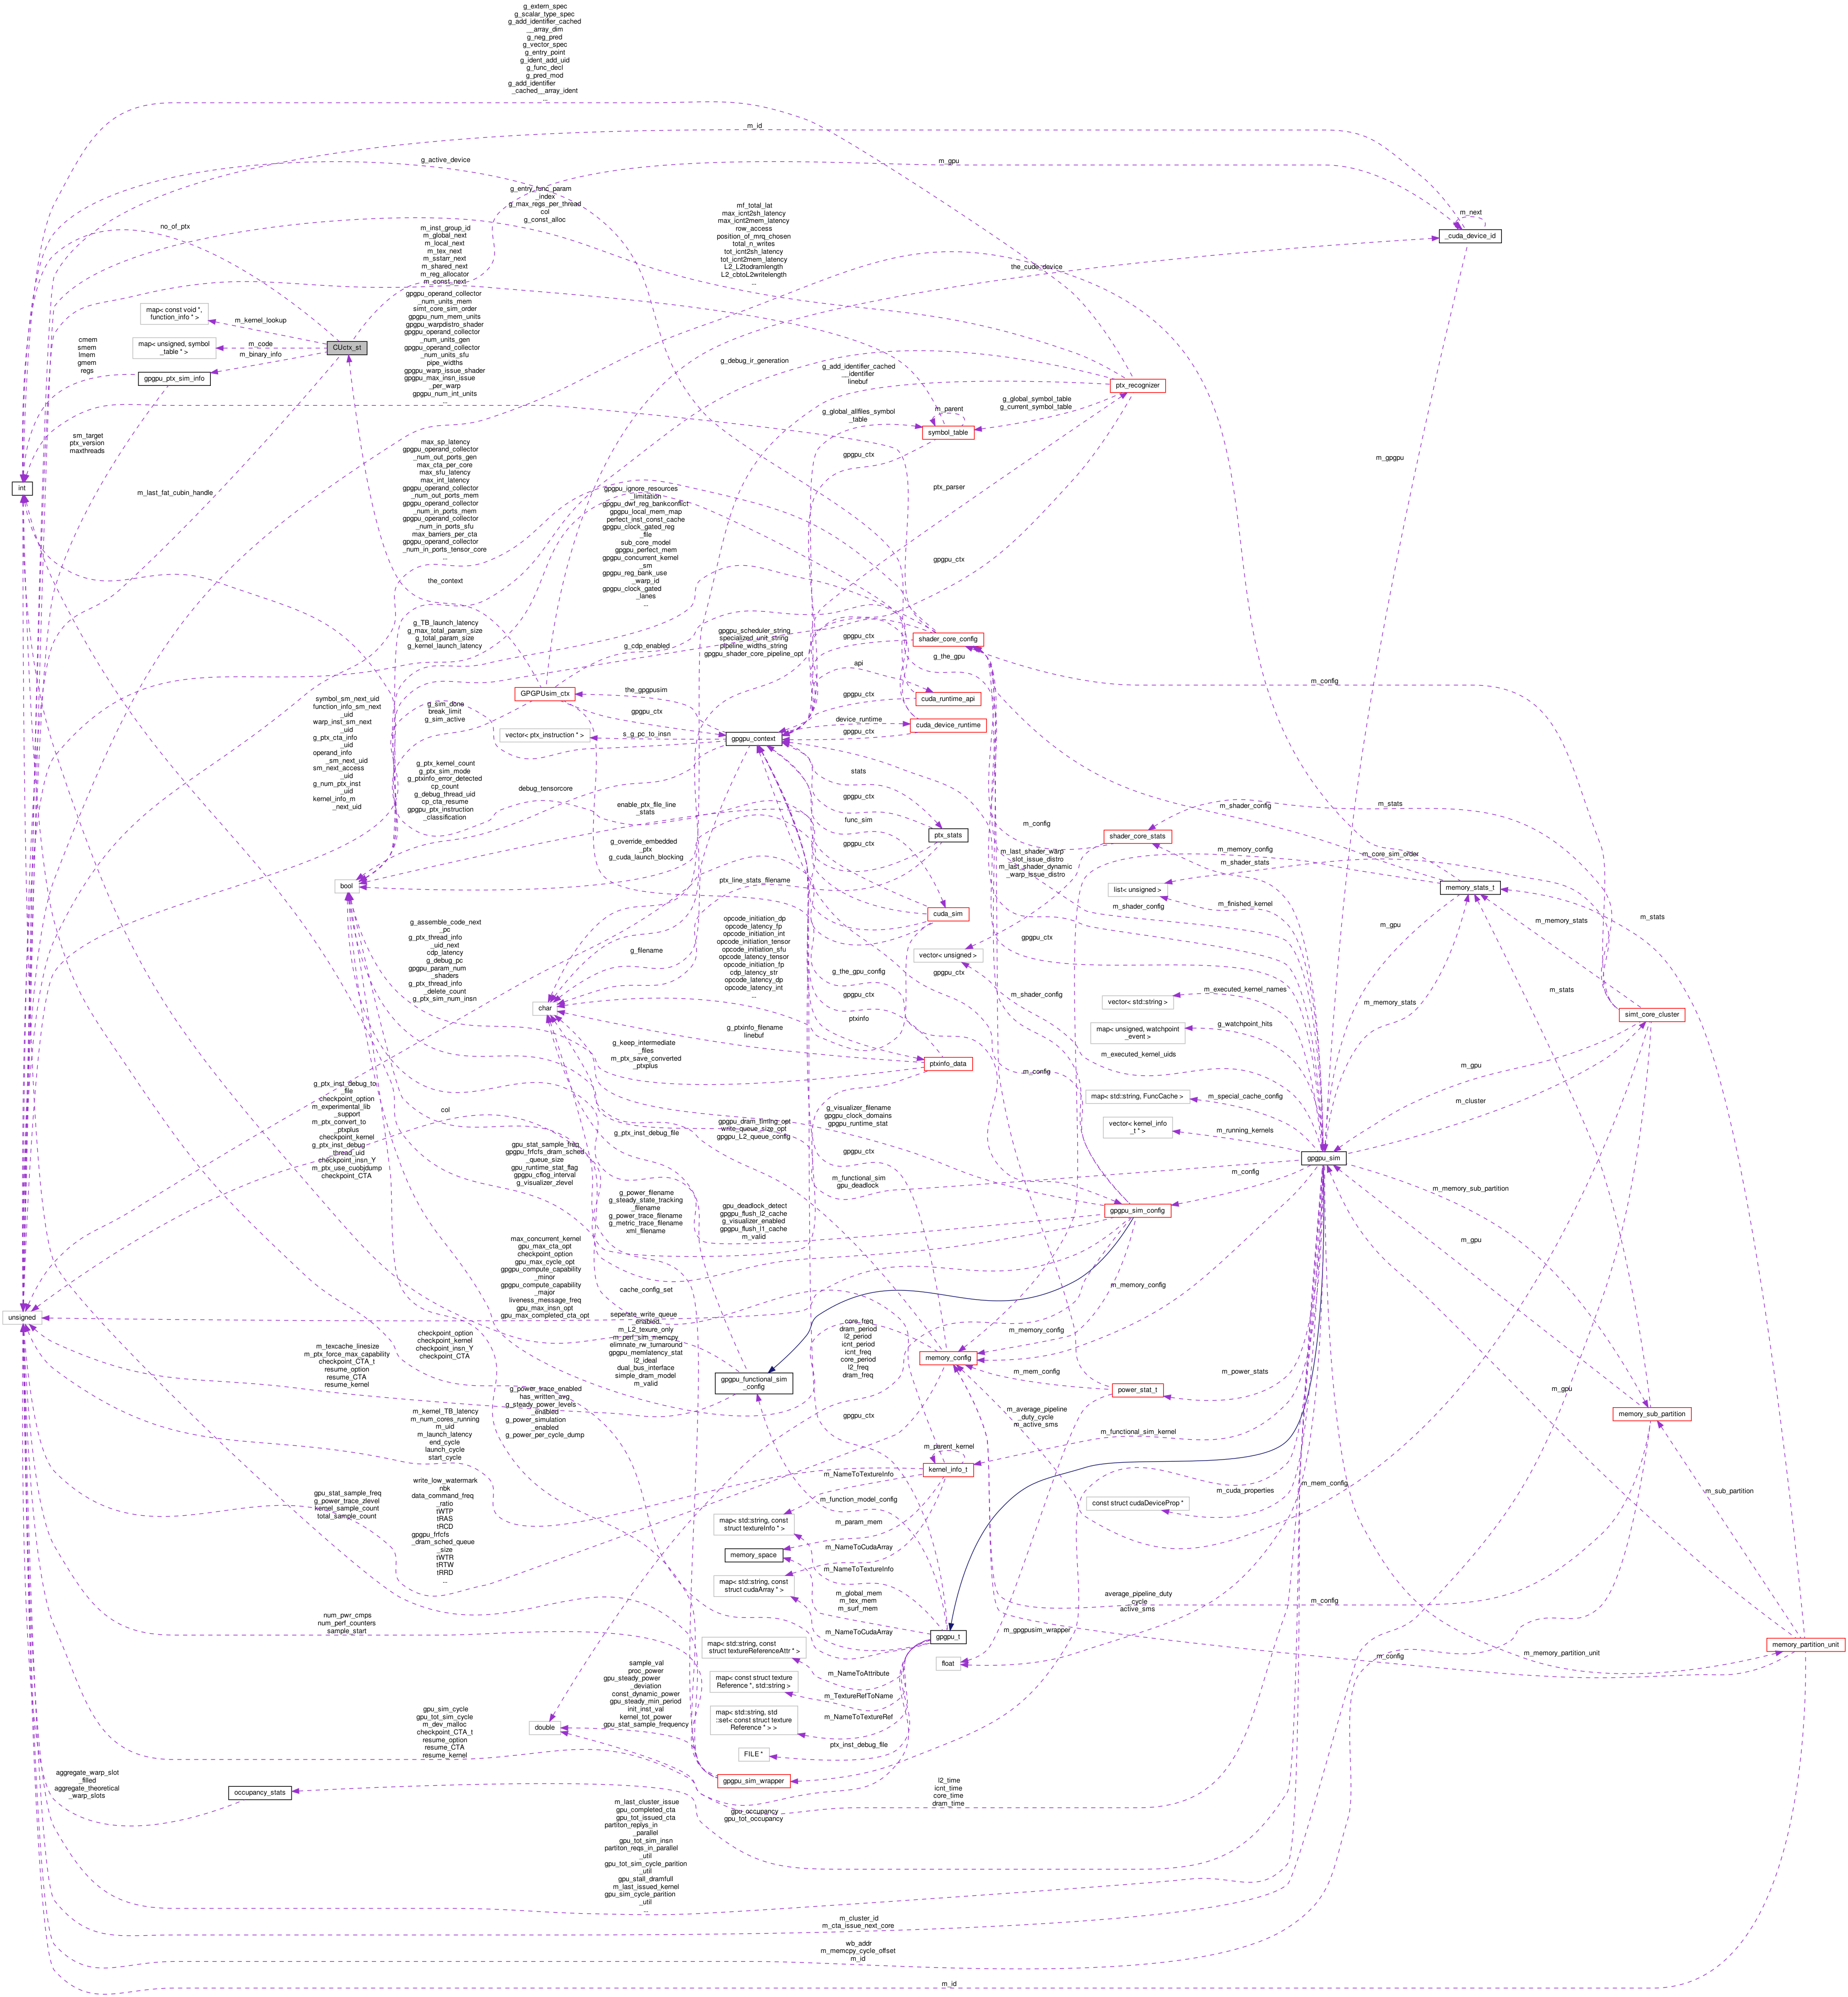 g_extern_spec
g_scalar_type_spec
g_add_identifier_cached
__array_dim
g_neg_pred
g_vector_spec
g_entry_point
g_ident_add_uid
g_func_decl
g_pred_mod
g_add_identifier
_cached__array_ident
...
m_id
g_active_device
m_gpu
g_entry_func_param
_index
g_max_regs_per_thread
col
g_const_alloc
mf_total_lat
max_icnt2sh_latency
max_icnt2mem_latency
row_access
position_of_mrq_chosen
total_n_writes
tot_icnt2sh_latency
tot_icnt2mem_latency
L2_L2todramlength
L2_cbtoL2writelength
...
m_next
_cuda_device_id
no_of_ptx
m_inst_group_id
m_global_next
m_local_next
m_tex_next
m_sstarr_next
m_shared_next
m_reg_allocator
m_const_next
the_cude_device
map< const void *,
function_info * >
m_kernel_lookup
map< unsigned, symbol
_table * >
m_code
m_binary_info
CUctx_st
gpgpu_ptx_sim_info
cmem
smem
lmem
gmem
regs
gpgpu_operand_collector
_num_units_mem
simt_core_sim_order
gpgpu_num_mem_units
gpgpu_warpdistro_shader
gpgpu_operand_collector
_num_units_gen
gpgpu_operand_collector
_num_units_sfu
pipe_widths
gpgpu_warp_issue_shader
gpgpu_max_insn_issue
_per_warp
gpgpu_num_int_units
...
g_debug_ir_generation
g_add_identifier_cached
__identifier
linebuf
ptx_recognizer
g_global_symbol_table
g_current_symbol_table
g_global_allfiles_symbol
_table
m_parent
symbol_table
gpgpu_ctx
m_gpgpu
sm_target
ptx_version
maxthreads
int
m_last_fat_cubin_handle
max_sp_latency
gpgpu_operand_collector
_num_out_ports_gen
max_cta_per_core
max_sfu_latency
max_int_latency
gpgpu_operand_collector
_num_out_ports_mem
gpgpu_operand_collector
_num_in_ports_mem
gpgpu_operand_collector
_num_in_ports_sfu
max_barriers_per_cta
gpgpu_operand_collector
_num_in_ports_tensor_core
...
gpgpu_ignore_resources
_limitation
gpgpu_dwf_reg_bankconflict
gpgpu_local_mem_map
perfect_inst_const_cache
gpgpu_clock_gated_reg
_file
sub_core_model
gpgpu_perfect_mem
gpgpu_concurrent_kernel
_sm
gpgpu_reg_bank_use
_warp_id
gpgpu_clock_gated
_lanes
...
ptx_parser
gpgpu_ctx
the_context
g_TB_launch_latency
g_max_total_param_size
g_total_param_size
g_kernel_launch_latency
g_cdp_enabled
gpgpu_scheduler_string
specialized_unit_string
pipeline_widths_string
gpgpu_shader_core_pipeline_opt
gpgpu_ctx
shader_core_config
g_the_gpu
m_config
GPGPUsim_ctx
the_gpgpusim
api
cuda_runtime_api
gpgpu_ctx
device_runtime
cuda_device_runtime
gpgpu_ctx
symbol_sm_next_uid
function_info_sm_next
_uid
warp_inst_sm_next
_uid
g_ptx_cta_info
_uid
operand_info
_sm_next_uid
sm_next_access
_uid
g_num_ptx_inst
_uid
kernel_info_m
_next_uid
g_sim_done
break_limit
g_sim_active
gpgpu_ctx
vector< ptx_instruction * >
s_g_pc_to_insn
gpgpu_context
g_ptx_kernel_count
g_ptx_sim_mode
g_ptxinfo_error_detected
cp_count
g_debug_thread_uid
cp_cta_resume
gpgpu_ptx_instruction
_classification
debug_tensorcore
enable_ptx_file_line
_stats
stats
gpgpu_ctx
func_sim
gpgpu_ctx
ptx_stats
m_config
m_shader_config
m_stats
shader_core_stats
m_last_shader_warp
_slot_issue_distro
m_last_shader_dynamic
_warp_issue_distro
m_memory_config
m_shader_stats
m_core_sim_order
list< unsigned >
memory_stats_t
bool
g_override_embedded
_ptx
g_cuda_launch_blocking
ptx_line_stats_filename
cuda_sim
m_shader_config
m_finished_kernel
m_gpu
m_memory_stats
m_stats
g_assemble_code_next
_pc
g_ptx_thread_info
_uid_next
cdp_latency
g_debug_pc
gpgpu_param_num
_shaders
g_ptx_thread_info
_delete_count
g_ptx_sim_num_insn
g_filename
opcode_initiation_dp
opcode_latency_fp
opcode_initiation_int
opcode_initiation_tensor
opcode_initiation_sfu
opcode_latency_tensor
opcode_initiation_fp
cdp_latency_str
opcode_latency_dp
opcode_latency_int
...
gpgpu_ctx
vector< unsigned >
gpgpu_ctx
g_the_gpu_config
gpgpu_ctx
m_shader_config
m_executed_kernel_names
vector< std::string >
m_memory_stats
m_stats
simt_core_cluster
char
ptxinfo
g_watchpoint_hits
map< unsigned, watchpoint
_event >
g_ptxinfo_filename
linebuf
g_keep_intermediate
_files
m_ptx_save_converted
_ptxplus
ptxinfo_data
m_executed_kernel_uids
m_gpu
m_config
g_ptx_inst_debug_to
_file
checkpoint_option
m_experimental_lib
_support
m_ptx_convert_to
_ptxplus
checkpoint_kernel
g_ptx_inst_debug
_thread_uid
checkpoint_insn_Y
m_ptx_use_cuobjdump
checkpoint_CTA
col
map< std::string, FuncCache >
m_special_cache_config
m_cluster
g_visualizer_filename
gpgpu_clock_domains
gpgpu_runtime_stat
gpgpu_dram_timing_opt
write_queue_size_opt
gpgpu_L2_queue_config
vector< kernel_info
_t * >
m_running_kernels
g_ptx_inst_debug_file
gpu_stat_sample_freq
gpgpu_frfcfs_dram_sched
_queue_size
gpu_runtime_stat_flag
gpgpu_cflog_interval
g_visualizer_zlevel
gpgpu_ctx
gpgpu_sim
m_functional_sim
gpu_deadlock
m_config
m_memory_sub_partition
g_power_filename
g_steady_state_tracking
_filename
g_power_trace_filename
g_metric_trace_filename
xml_filename
gpu_deadlock_detect
gpgpu_flush_l2_cache
g_visualizer_enabled
gpgpu_flush_l1_cache
m_valid
gpgpu_sim_config
m_gpu
max_concurrent_kernel
gpu_max_cta_opt
checkpoint_option
gpu_max_cycle_opt
gpgpu_compute_capability
_minor
gpgpu_compute_capability
_major
liveness_message_freq
gpu_max_insn_opt
gpu_max_completed_cta_opt
cache_config_set
m_memory_config
unsigned
seperate_write_queue
_enabled
m_L2_texure_only
m_perf_sim_memcpy
elimnate_rw_turnaround
gpgpu_memlatency_stat
l2_ideal
dual_bus_interface
simple_dram_model
m_valid
core_freq
dram_period
l2_period
icnt_period
icnt_freq
core_period
l2_freq
dram_freq
m_memory_config
memory_config
m_texcache_linesize
m_ptx_force_max_capability
checkpoint_CTA_t
resume_option
resume_CTA
resume_kernel
checkpoint_option
checkpoint_kernel
checkpoint_insn_Y
checkpoint_CTA
gpgpu_functional_sim
_config
m_mem_config
power_stat_t
m_power_stats
m_gpu
memory_sub_partition
g_power_trace_enabled
has_written_avg
g_steady_power_levels
_enabled
g_power_simulation
_enabled
g_power_per_cycle_dump
gpgpu_ctx
m_average_pipeline
_duty_cycle
m_active_sms
m_functional_sim_kernel
m_kernel_TB_latency
m_num_cores_running
m_uid
m_launch_latency
end_cycle
launch_cycle
start_cycle
m_parent_kernel
kernel_info_t
m_NameToTextureInfo
m_mem_config
m_sub_partition
gpu_stat_sample_freq
g_power_trace_zlevel
kernel_sample_count
total_sample_count
write_low_watermark
nbk
data_command_freq
_ratio
tWTP
tRAS
tRCD
gpgpu_frfcfs
_dram_sched_queue
_size
tWTR
tRTW
tRRD
...
m_function_model_config
const struct cudaDeviceProp *
m_cuda_properties
map< std::string, const
struct textureInfo * >
m_param_mem
memory_space
m_NameToCudaArray
m_NameToTextureInfo
map< std::string, const
struct cudaArray * >
m_global_mem
m_tex_mem
m_surf_mem
average_pipeline_duty
_cycle
active_sms
m_config
num_pwr_cmps
num_perf_counters
sample_start
m_NameToCudaArray
gpgpu_t
m_gpgpusim_wrapper
memory_partition_unit
map< std::string, const
struct textureReferenceAttr * >
float
m_memory_partition_unit
m_config
m_NameToAttribute
sample_val
proc_power
gpu_steady_power
_deviation
const_dynamic_power
gpu_steady_min_period
init_inst_val
kernel_tot_power
gpu_stat_sample_frequency
map< const struct texture
Reference *, std::string >
m_TextureRefToName
map< std::string, std
::set< const struct texture
Reference * > >
m_NameToTextureRef
gpu_sim_cycle
gpu_tot_sim_cycle
m_dev_malloc
checkpoint_CTA_t
resume_option
resume_CTA
resume_kernel
double
ptx_inst_debug_file
FILE *
aggregate_warp_slot
_filled
aggregate_theoretical
_warp_slots
occupancy_stats
gpgpu_sim_wrapper
l2_time
icnt_time
core_time
dram_time
gpu_occupancy
gpu_tot_occupancy
m_last_cluster_issue
gpu_completed_cta
gpu_tot_issued_cta
partiton_replys_in
_parallel
gpu_tot_sim_insn
partiton_reqs_in_parallel
_util
gpu_tot_sim_cycle_parition
_util
gpu_stall_dramfull
m_last_issued_kernel
gpu_sim_cycle_parition
_util
...
m_cluster_id
m_cta_issue_next_core
wb_addr
m_memcpy_cycle_offset
m_id
m_id